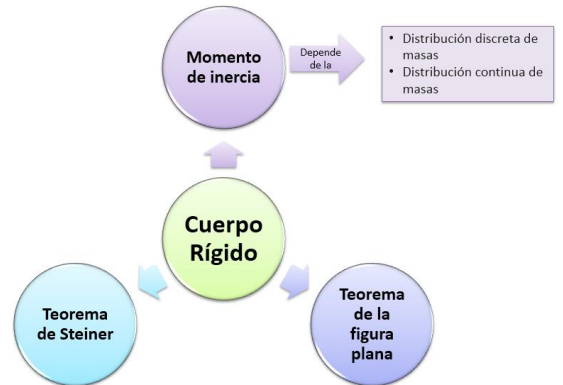 Momento
de inercia
Depende
de la
• Distribución discreta de
masas
• Distribución continua de
masas
Cuerpo
Rígido
Teorema
de Steiner
Teorema
de la
figura
plana